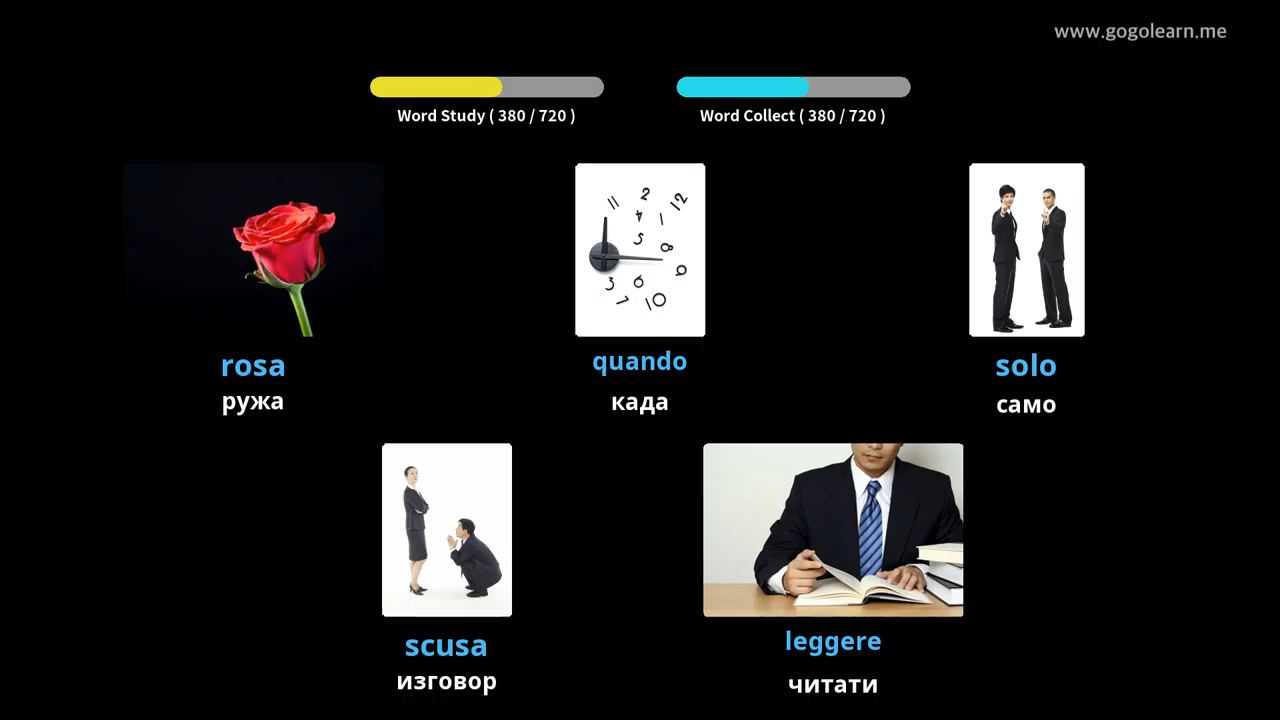 www.gogolearn.me
Word Study ( 380 / 720 )
Word Collect ( 380 / 720 )
rosa
ружа
quando
када
solo
само
scusa
изговор
leggere
читати